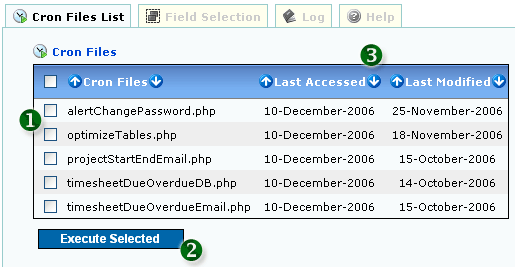 Cron Files List Field Selection Log Help
Cron Files
3
Cron Files Last Accessed Last Modified
alertChangePassword.php 10-December-2006 25-November-2006
1
optimizeTables.php 10-December-2006 18-November-2006
projectStartEndEmail.php 10-December-2006 15-October-2006
timesheetDueOverdueDB.php 10-December-2006 14-October-2006
timesheetDueOverdueEmail.php 10-December-2006 15-October-2006
Execute Selected
2